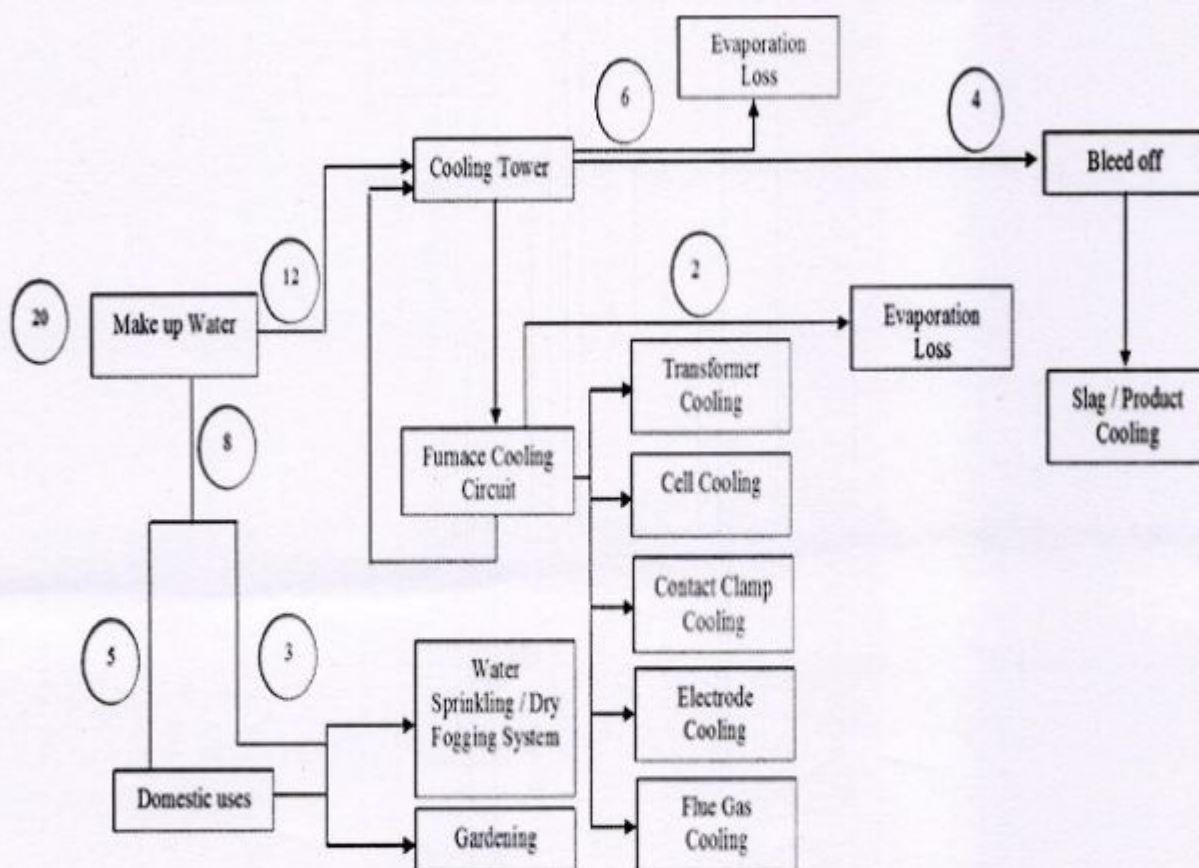 Evaporation
Loss
6
4
Cooling Tower
Bleed off
12
2
20
Make up Water
Evaporation
Loss
Transformer
Cooling
Slag / Product
Cooling
8
Furnace Cooling
Circuit
Cell Cooling
Contact Clamp
Cooling
5
3
Water
Sprinkling / Dry
Fogging System
Electrode
Cooling
Domestic uses
Gardening
Flue Gas
Cooling